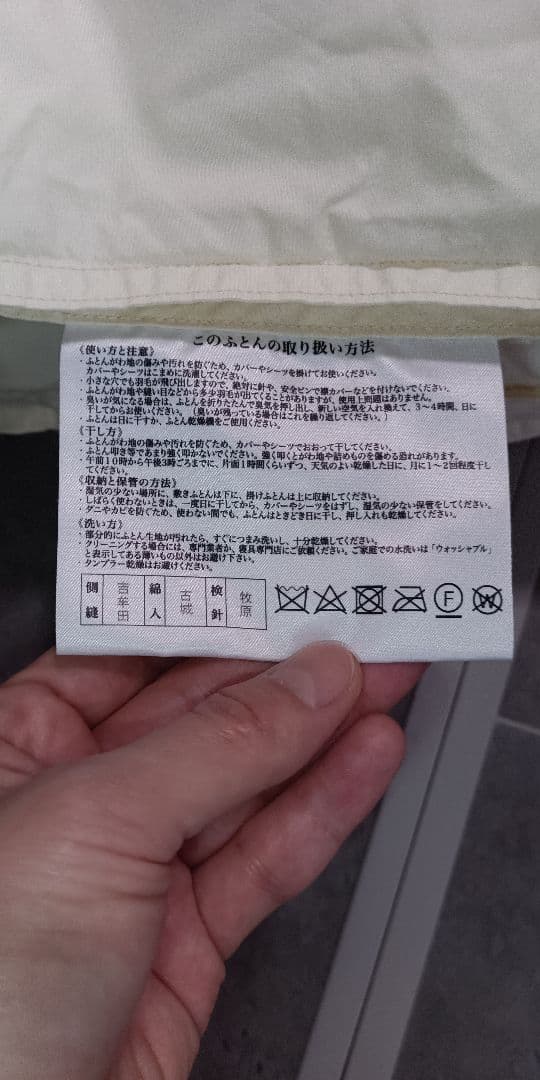 このふとんの取り扱い方法
《使い方と注意》
・ふとんがわ地の傷みや汚れを防ぐため、カバーやシーツを掛けてお使いください。
カバーやシーツはこまめに洗濯してください。
・小さな穴でも羽毛が飛び出しますので、絶対に針や、安全ピンで襟カバーなどを付けないでください。
・ふとんがわ地や縫い目などから多少羽毛が出てくることがありますが、使用上問題はありません。
・臭いが気になる場合は、ふとんを折りたたんで臭気を押し出し、新しい空気を入れ換えて、3〜4時間、日に
干してからお使いください。(臭いが残っている場合はこれを繰り返してください。)
・ふとんは日に干すか、ふとん乾燥機をご使用ください。
《干し方》
・ふとんがわ地の傷みや汚れを防ぐため、カバーやシーツでおおって干してください。
・ふとん叩き等であまり強く叩かないでください。強く叩くとがわ地や詰めものを傷める恐れがあります。
・午前10時から午後3時ごろまでに、片面1時間くらいずつ、天気のよい乾燥した日に、月に1〜2回程度干し
てください。
《収納と保管の方法》
・湿気の少ない場所に、敷きふとんは下に、掛けふとんは上に収納してください。
・しばらく使わないときは、一度日に干してから、カバーやシーツをはずし、湿気の少ない保管をしてください。
・ダニやカビを防ぐため、使わない間でも、ふとんはときどき日に干し、押し入れも乾燥してください。
《洗い方》
・部分的にふとん生地が汚れたら、すぐにつまみ洗いし、十分乾燥してください。
・クリーニングする場合には、専門業者か、寝具専門店にご依頼ください。ご家庭での水洗いは「ウォッシャブル」
と表示してある薄いもの以外はお避け下さい。
・タンブラー乾燥はお避けください。
側縫 吉牟田 綿入 古城 検針 牧原
F W